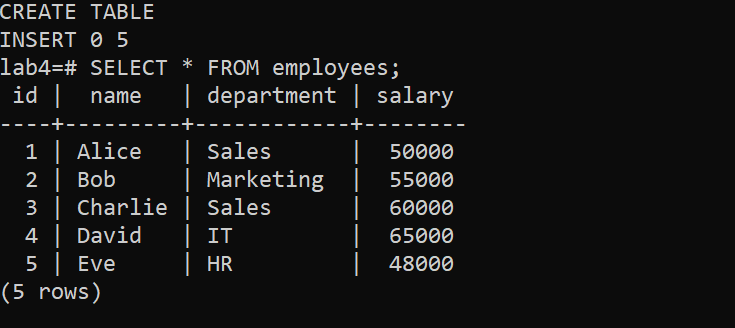 CREATE TABLE
INSERT 0 5
lab4=# SELECT * FROM employees;
 id |  name   | department | salary
----+---------+------------+--------
  1 | Alice   | Sales      |  50000
  2 | Bob     | Marketing  |  55000
  3 | Charlie | Sales      |  60000
  4 | David   | IT         |  65000
  5 | Eve     | HR         |  48000
(5 rows)